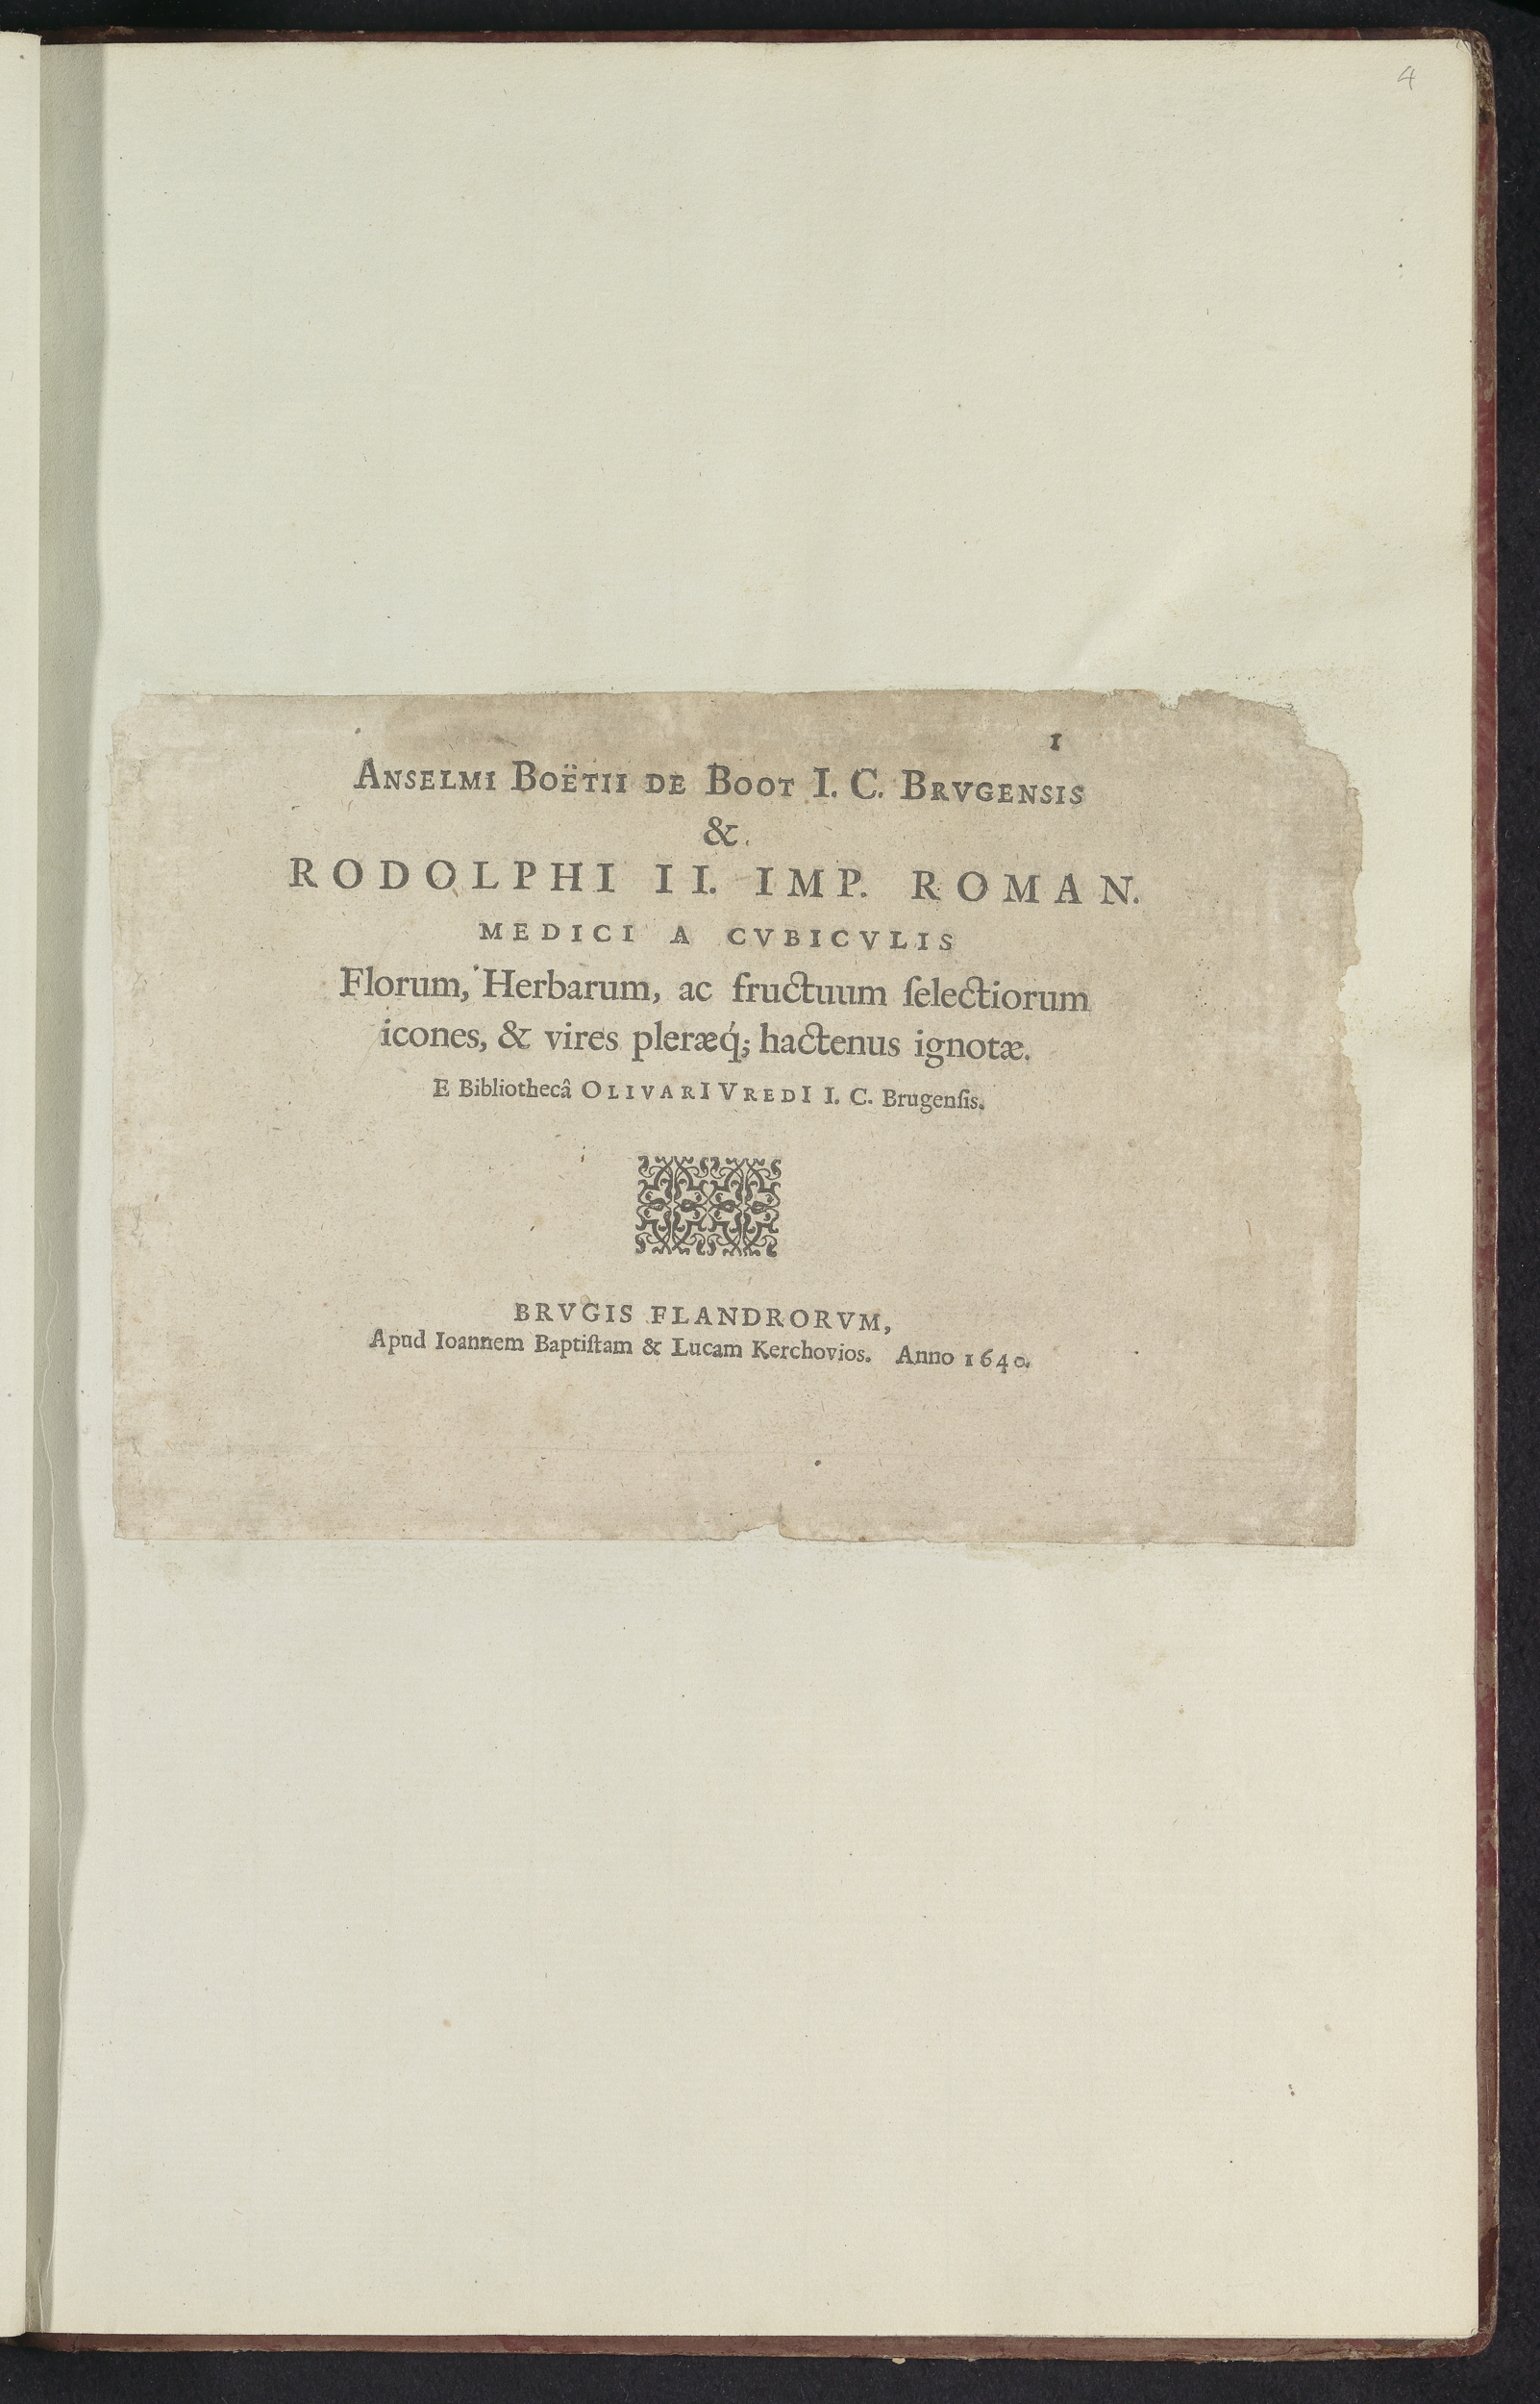 4
1
ANSELMI BOËTII DE BOOT I. C. BRVGENSIS
&.
RODOLPHI II. IMP. ROMAN.
MEDICI A CVBICVLIS
Florum, Herbarum, ac fructuum ſelectiorum
icones, & vires pleræq́; hactenus ignotæ.
E Bibliothecâ OLIVARI VREDI I. C. Brugenſis.
BRVGIS FLANDRORVM,
Apud Ioannem Baptiſtam & Lucam Kerchovios. Anno 1640.